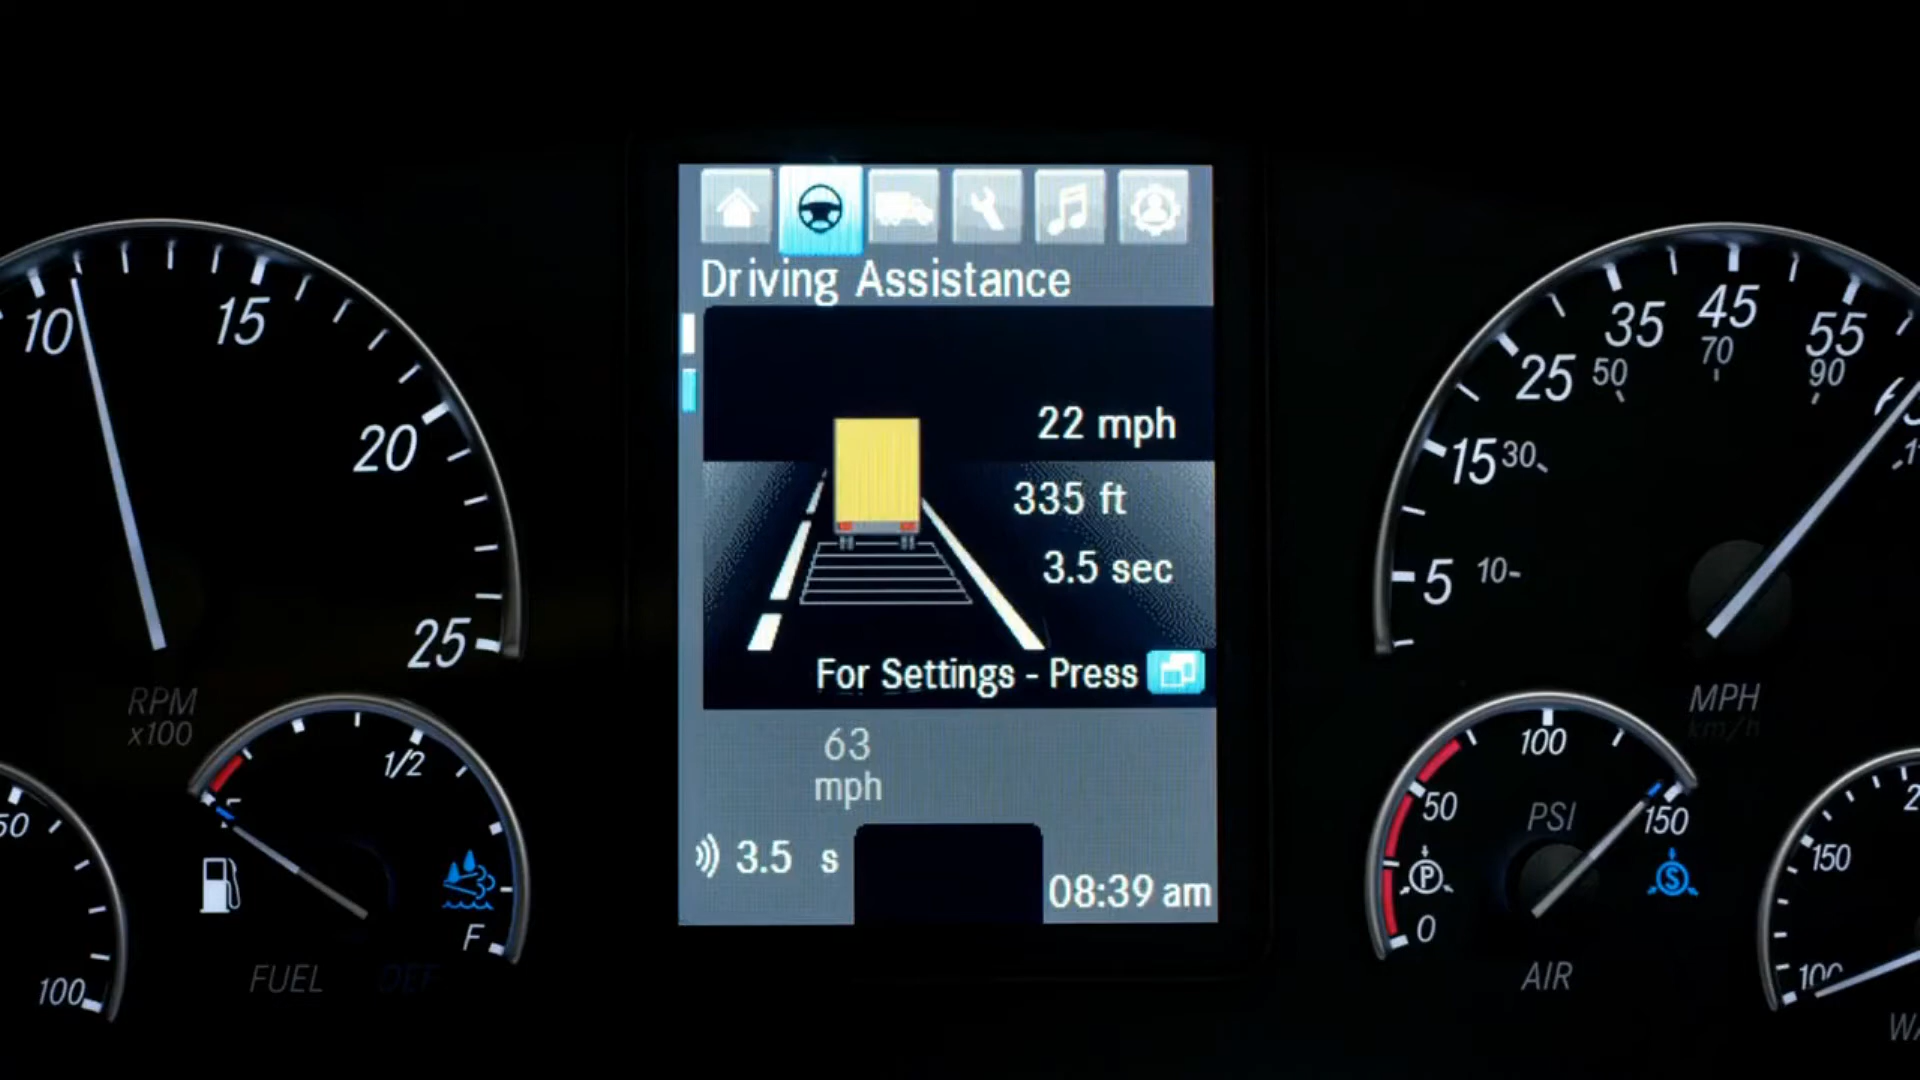 Driving Assistance
22 mph
335 ft
3.5 sec
For Settings - Press
63
mph
3.5 s
08:39 am
10
15
20
25
RPM
x100
1/2
F
FUEL
DEF
50
100
5
15
25
35
45
55
10
30
50
70
90
MPH
km/h
0
50
100
150
PSI
P
S
AIR
150
100